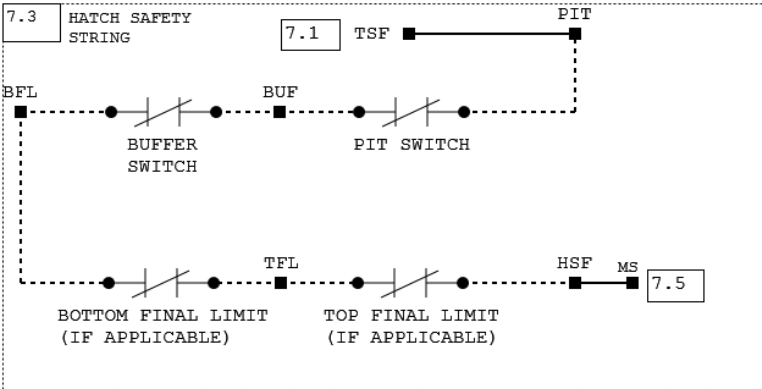 7.3 HATCH SAFETY
STRING
7.1 TSF PIT
BFL BUF
BUFFER
SWITCH
PIT SWITCH
TFL HSF MS 7.5
BOTTOM FINAL LIMIT
(IF APPLICABLE)
TOP FINAL LIMIT
(IF APPLICABLE)